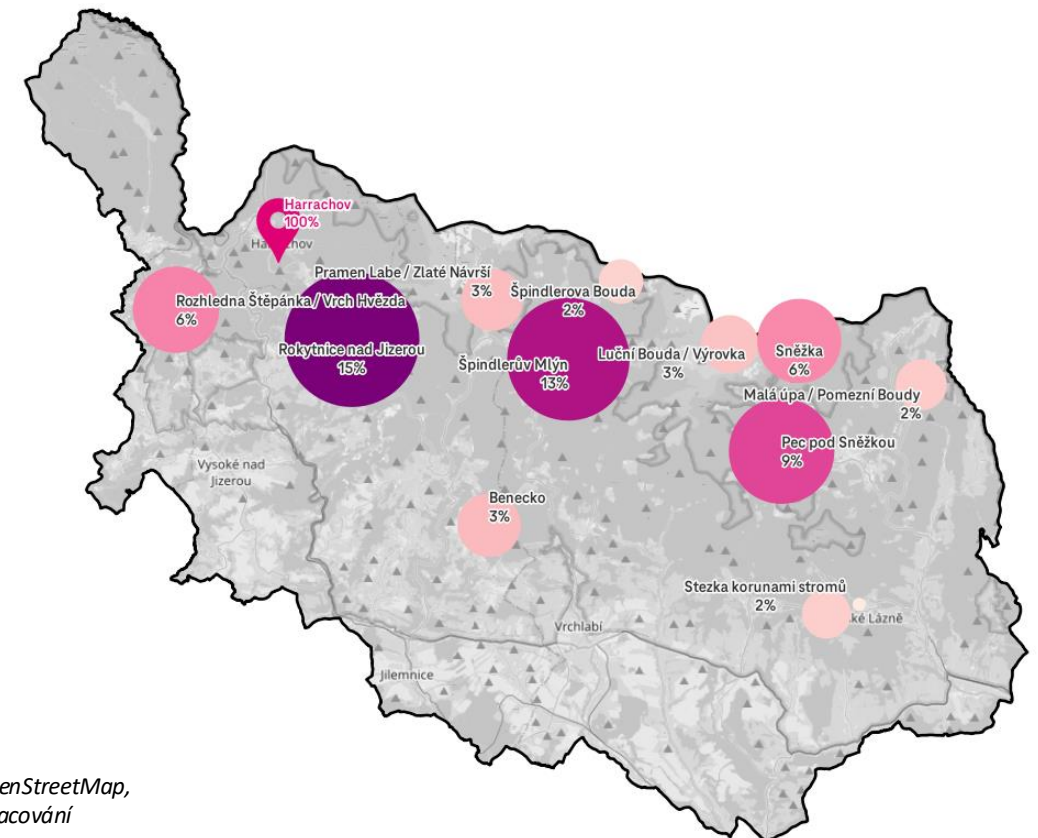 Harrachov
100%
Pramen Labe / Zlaté Návrší
3%
Špindlerova Bouda
2%
Rozhledna Štěpánka / Vrch Hvězda
6%
Rokytnice nad Jizerou
15%
Špindlerův Mlýn
13%
Luční Bouda / Výrovka
3%
Sněžka
6%
Malá úpa / Pomezní Boudy
2%
Pec pod Sněžkou
9%
Vysoké nad
Jizerou
Benecko
3%
Stezka korunami stromů
2%
ké Lázně
Vrchlabí
Jilemnice
enStreetMap,
acování